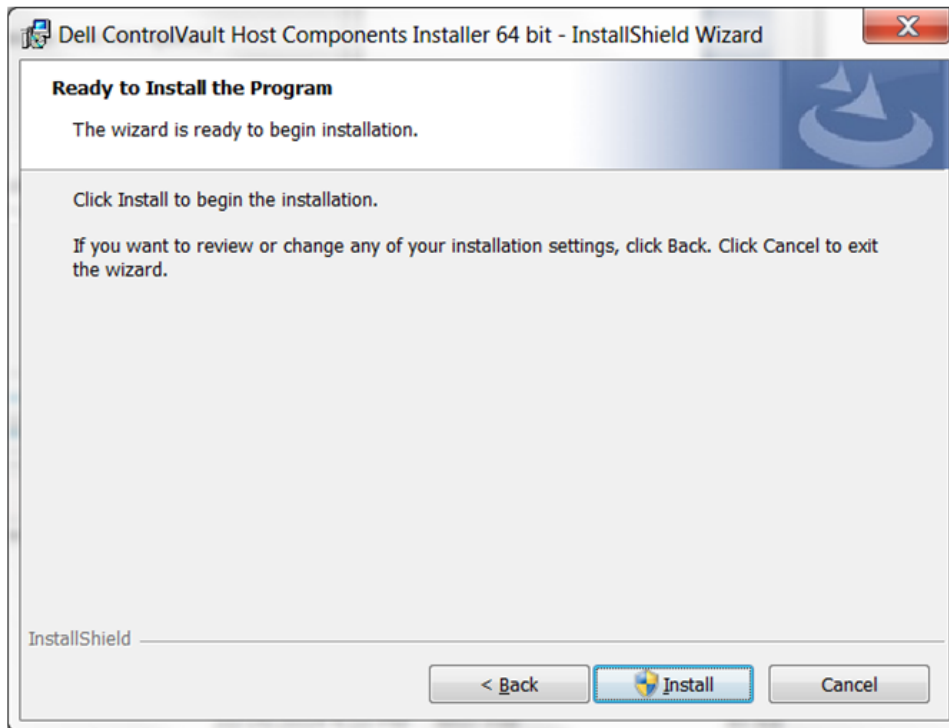 Dell ControlVault Host Components Installer 64 bit - InstallShield Wizard
Ready to Install the Program
The wizard is ready to begin installation.
Click Install to begin the installation.
If you want to review or change any of your installation settings, click Back. Click Cancel to exit
the wizard.
InstallShield
< Back
Install
Cancel